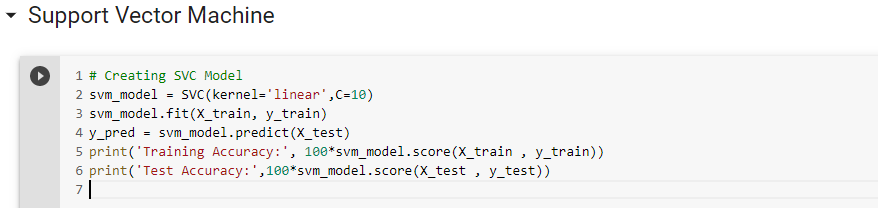 Support Vector Machine
1 # Creating SVC Model
2 svm_model = SVC(kernel='linear',C=10)
3 svm_model.fit(X_train, y_train)
4 y_pred = svm_model.predict(X_test)
5 print('Training Accuracy:', 100*svm_model.score(X_train , y_train))
6 print('Test Accuracy:',100*svm_model.score(X_test , y_test))
7